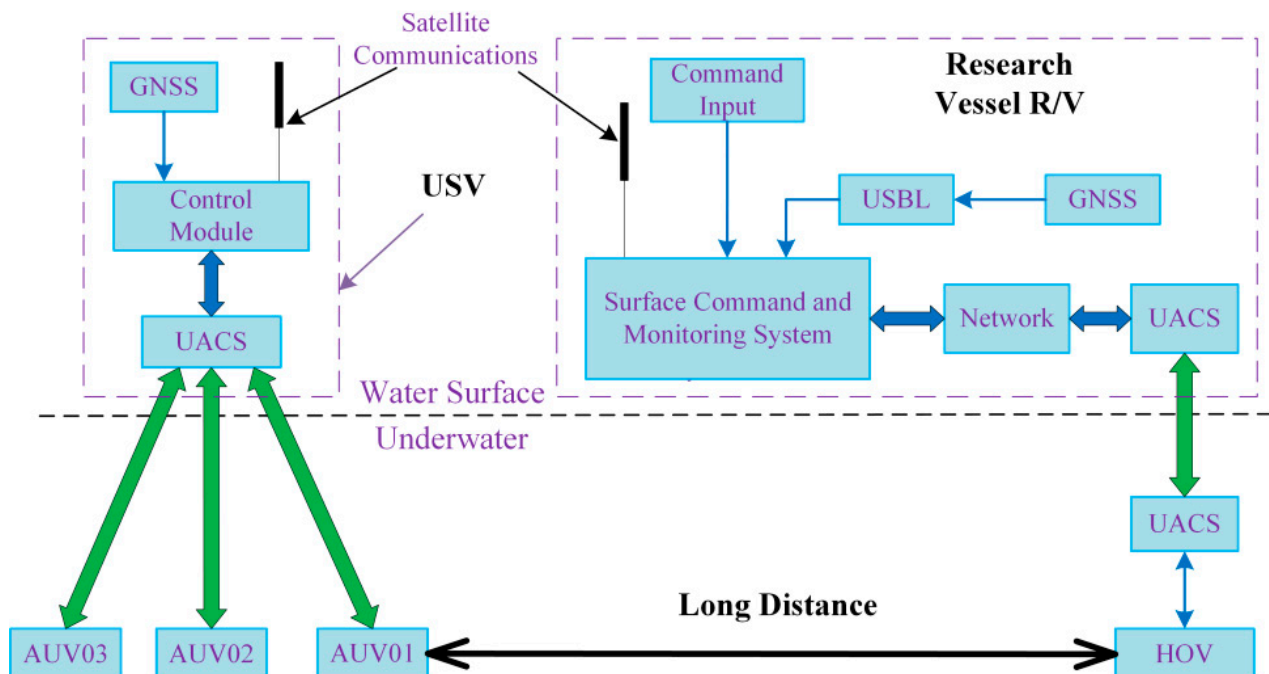 Satellite
Communications
GNSS
Control
Module
USV
UACS
Command
Input
Research
Vessel R/V
USBL
GNSS
Surface Command and
Monitoring System
Network
UACS
Water Surface
Underwater
UACS
Long Distance
AUV03
AUV02
AUV01
HOV